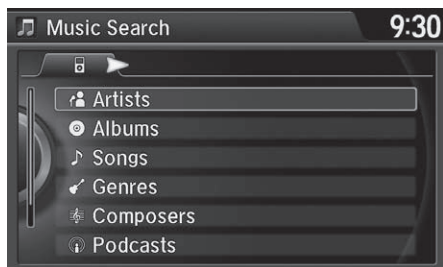 Music Search
9:30
Artists
Albums
Songs
Genres
Composers
Podcasts